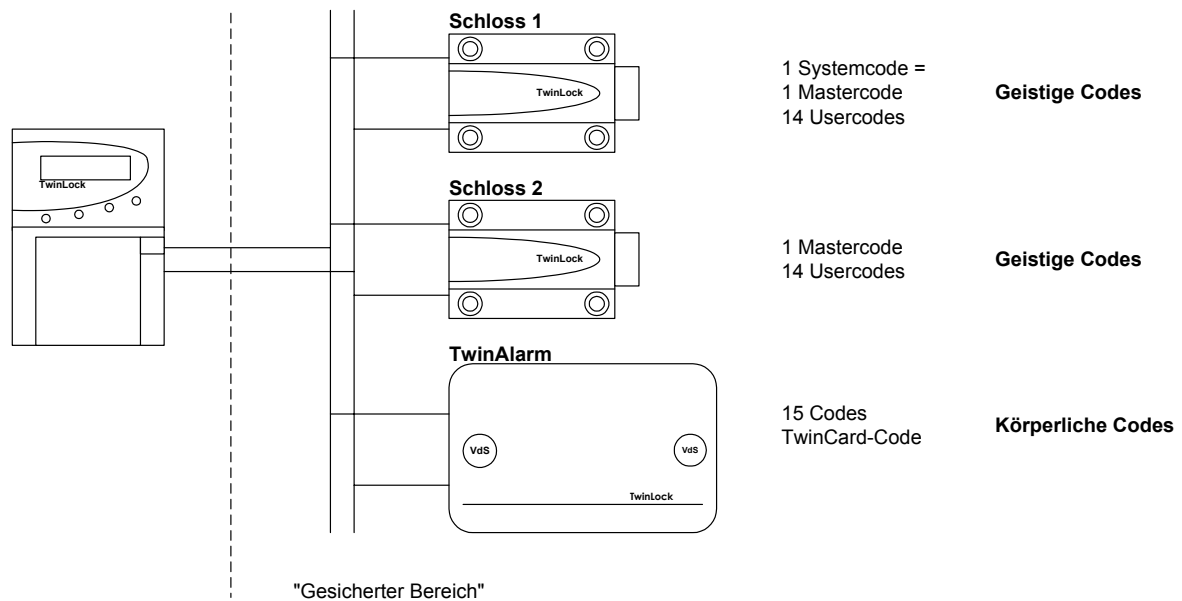 Schloss 1
TwinLock
1 Systemcode =
1 Mastercode
14 Usercodes
Geistige Codes
TwinLock
Schloss 2
TwinLock
1 Mastercode
14 Usercodes
Geistige Codes
TwinAlarm
VdS
VdS
TwinLock
15 Codes
TwinCard-Code
Körperliche Codes
"Gesicherter Bereich"